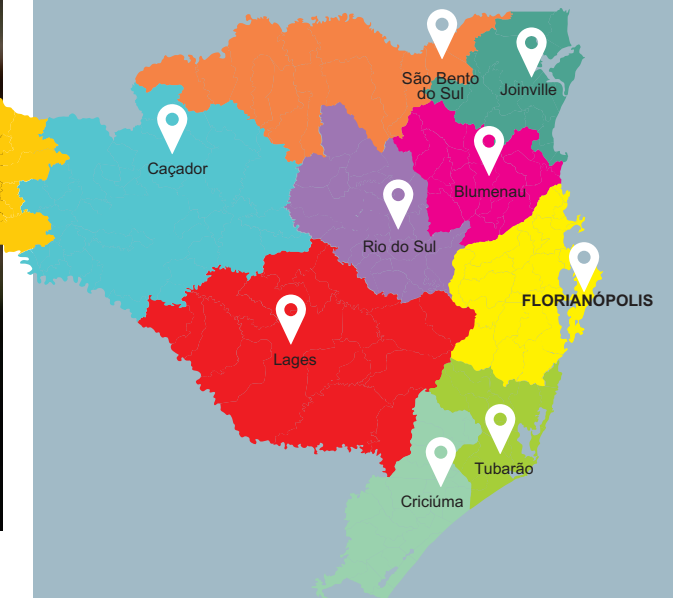 São Bento
do Sul
Joinville
Caçador
Blumenau
Rio do Sul
FLORIANÓPOLIS
Lages
Tubarão
Criciúma